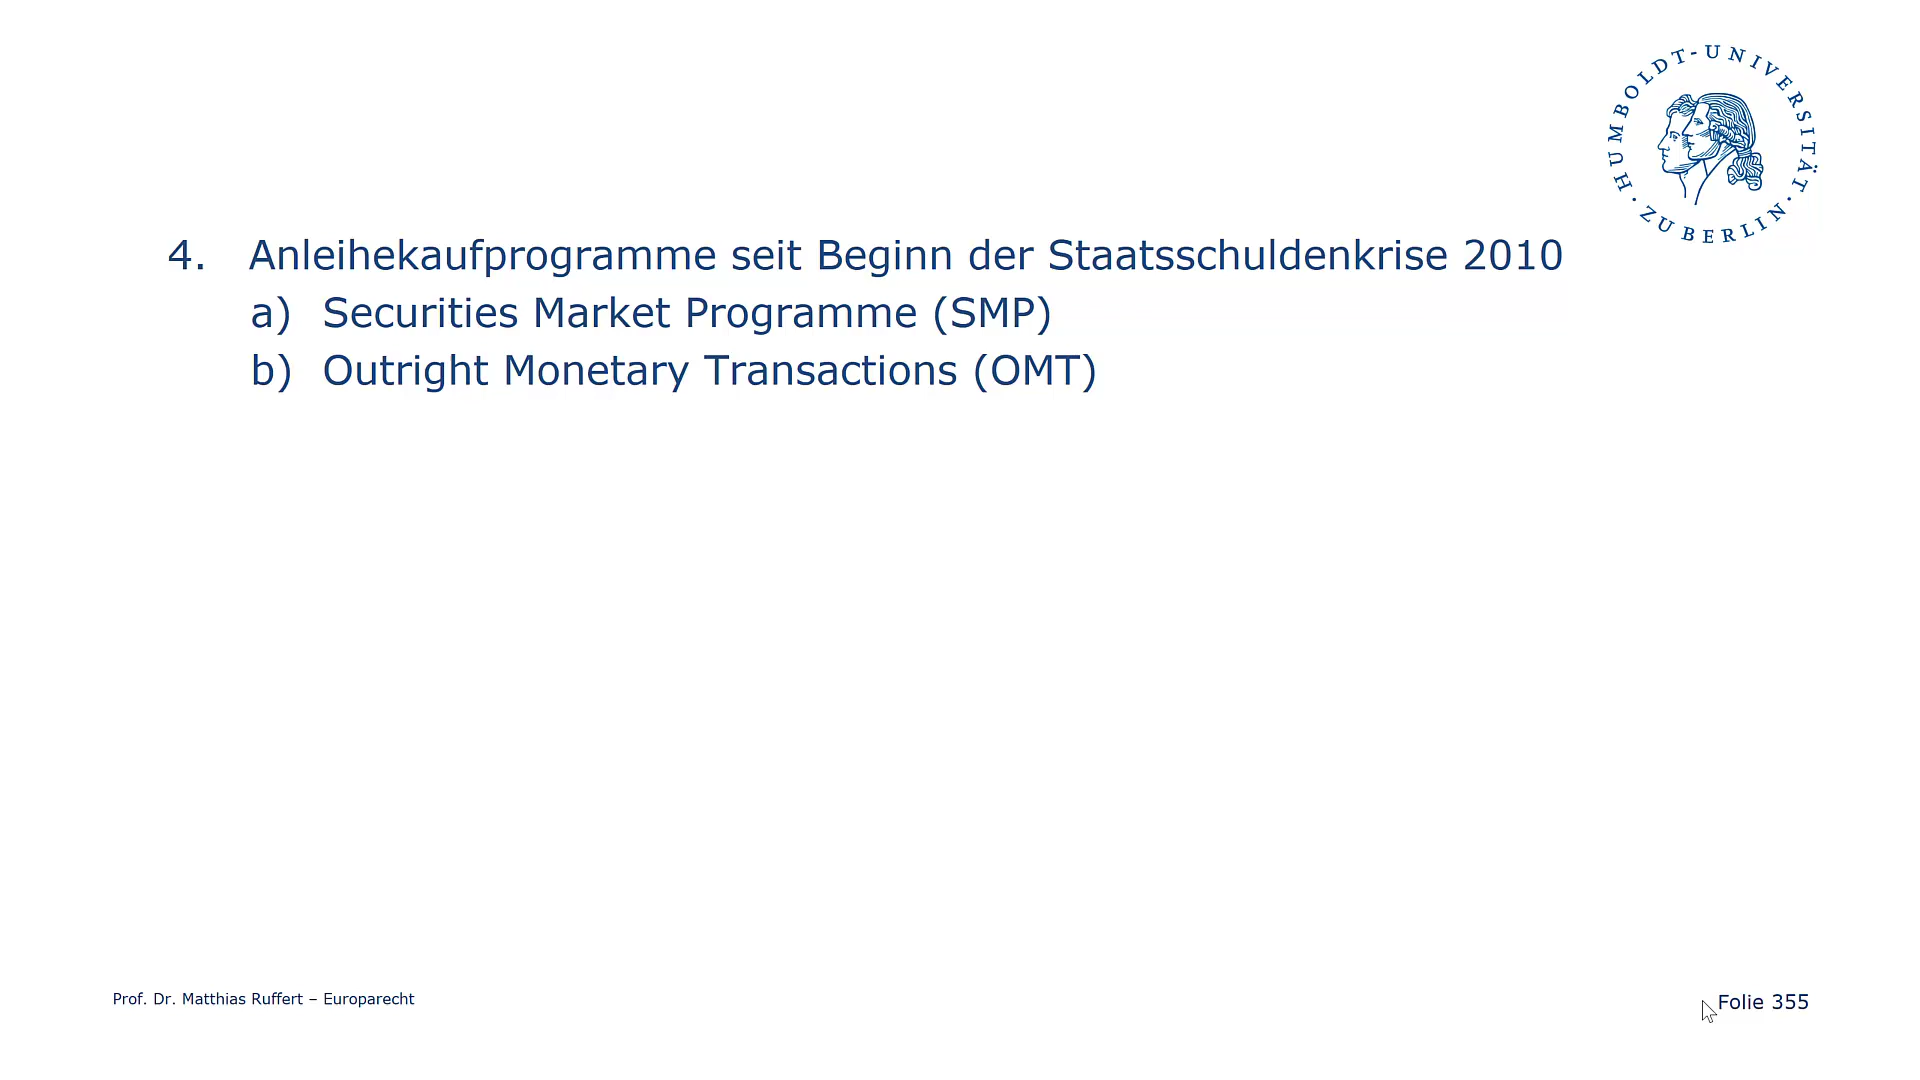 HUMBOLDT-UNIVERSITÄT · ZU BERLIN ·
4. Anleihekaufprogramme seit Beginn der Staatsschuldenkrise 2010
a) Securities Market Programme (SMP)
b) Outright Monetary Transactions (OMT)
Prof. Dr. Matthias Ruffert – Europarecht
Folie 355